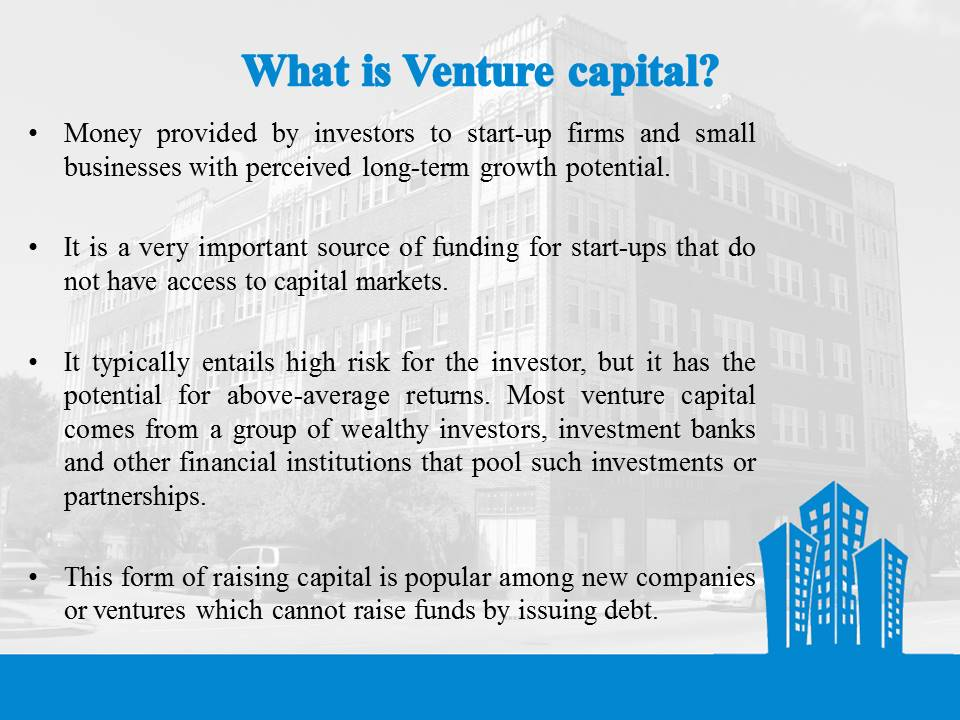 What is Venture capital?
• Money provided by investors to start-up firms and small
businesses with perceived long-term growth potential.
• It is a very important source of funding for start-ups that do
not have access to capital markets.
• It typically entails high risk for the investor, but it has the
potential for above-average returns. Most venture capital
comes from a group of wealthy investors, investment banks
and other financial institutions that pool such investments or
partnerships.
• This form of raising capital is popular among new companies
or ventures which cannot raise funds by issuing debt.